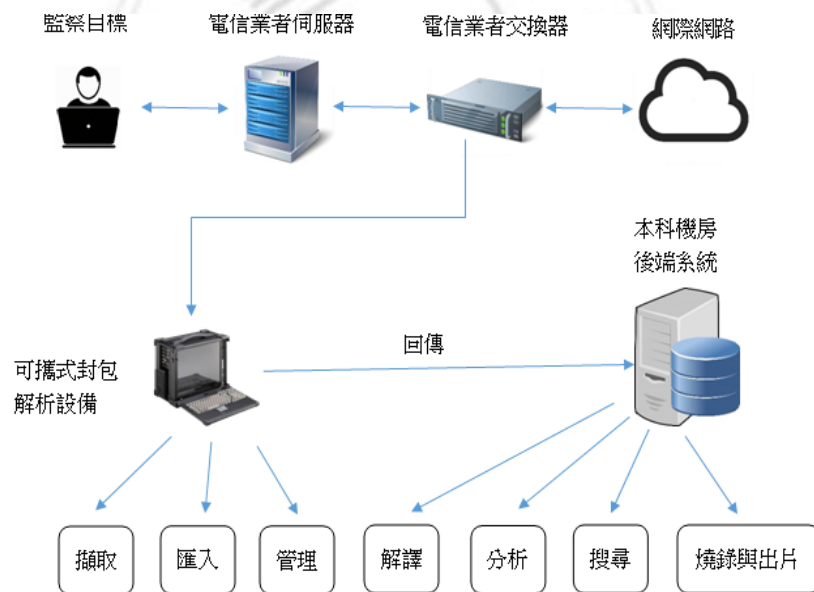 監察目標
電信業者伺服器
電信業者交換器
網際網路
本科機房
後端系統
回傳
可攜式封包
解析設備
擷取
匯入
管理
解譯
分析
搜尋
燒錄與出片